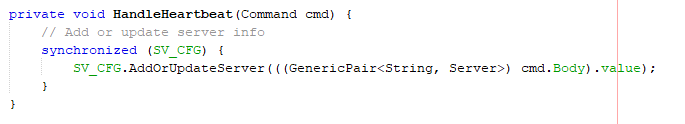 private void HandleHeartbeat(Command cmd) {
    // Add or update server info
    synchronized (SV_CFG) {
        SV_CFG.AddOrUpdateServer(((GenericPair<String, Server>) cmd.Body).value);
    }
}